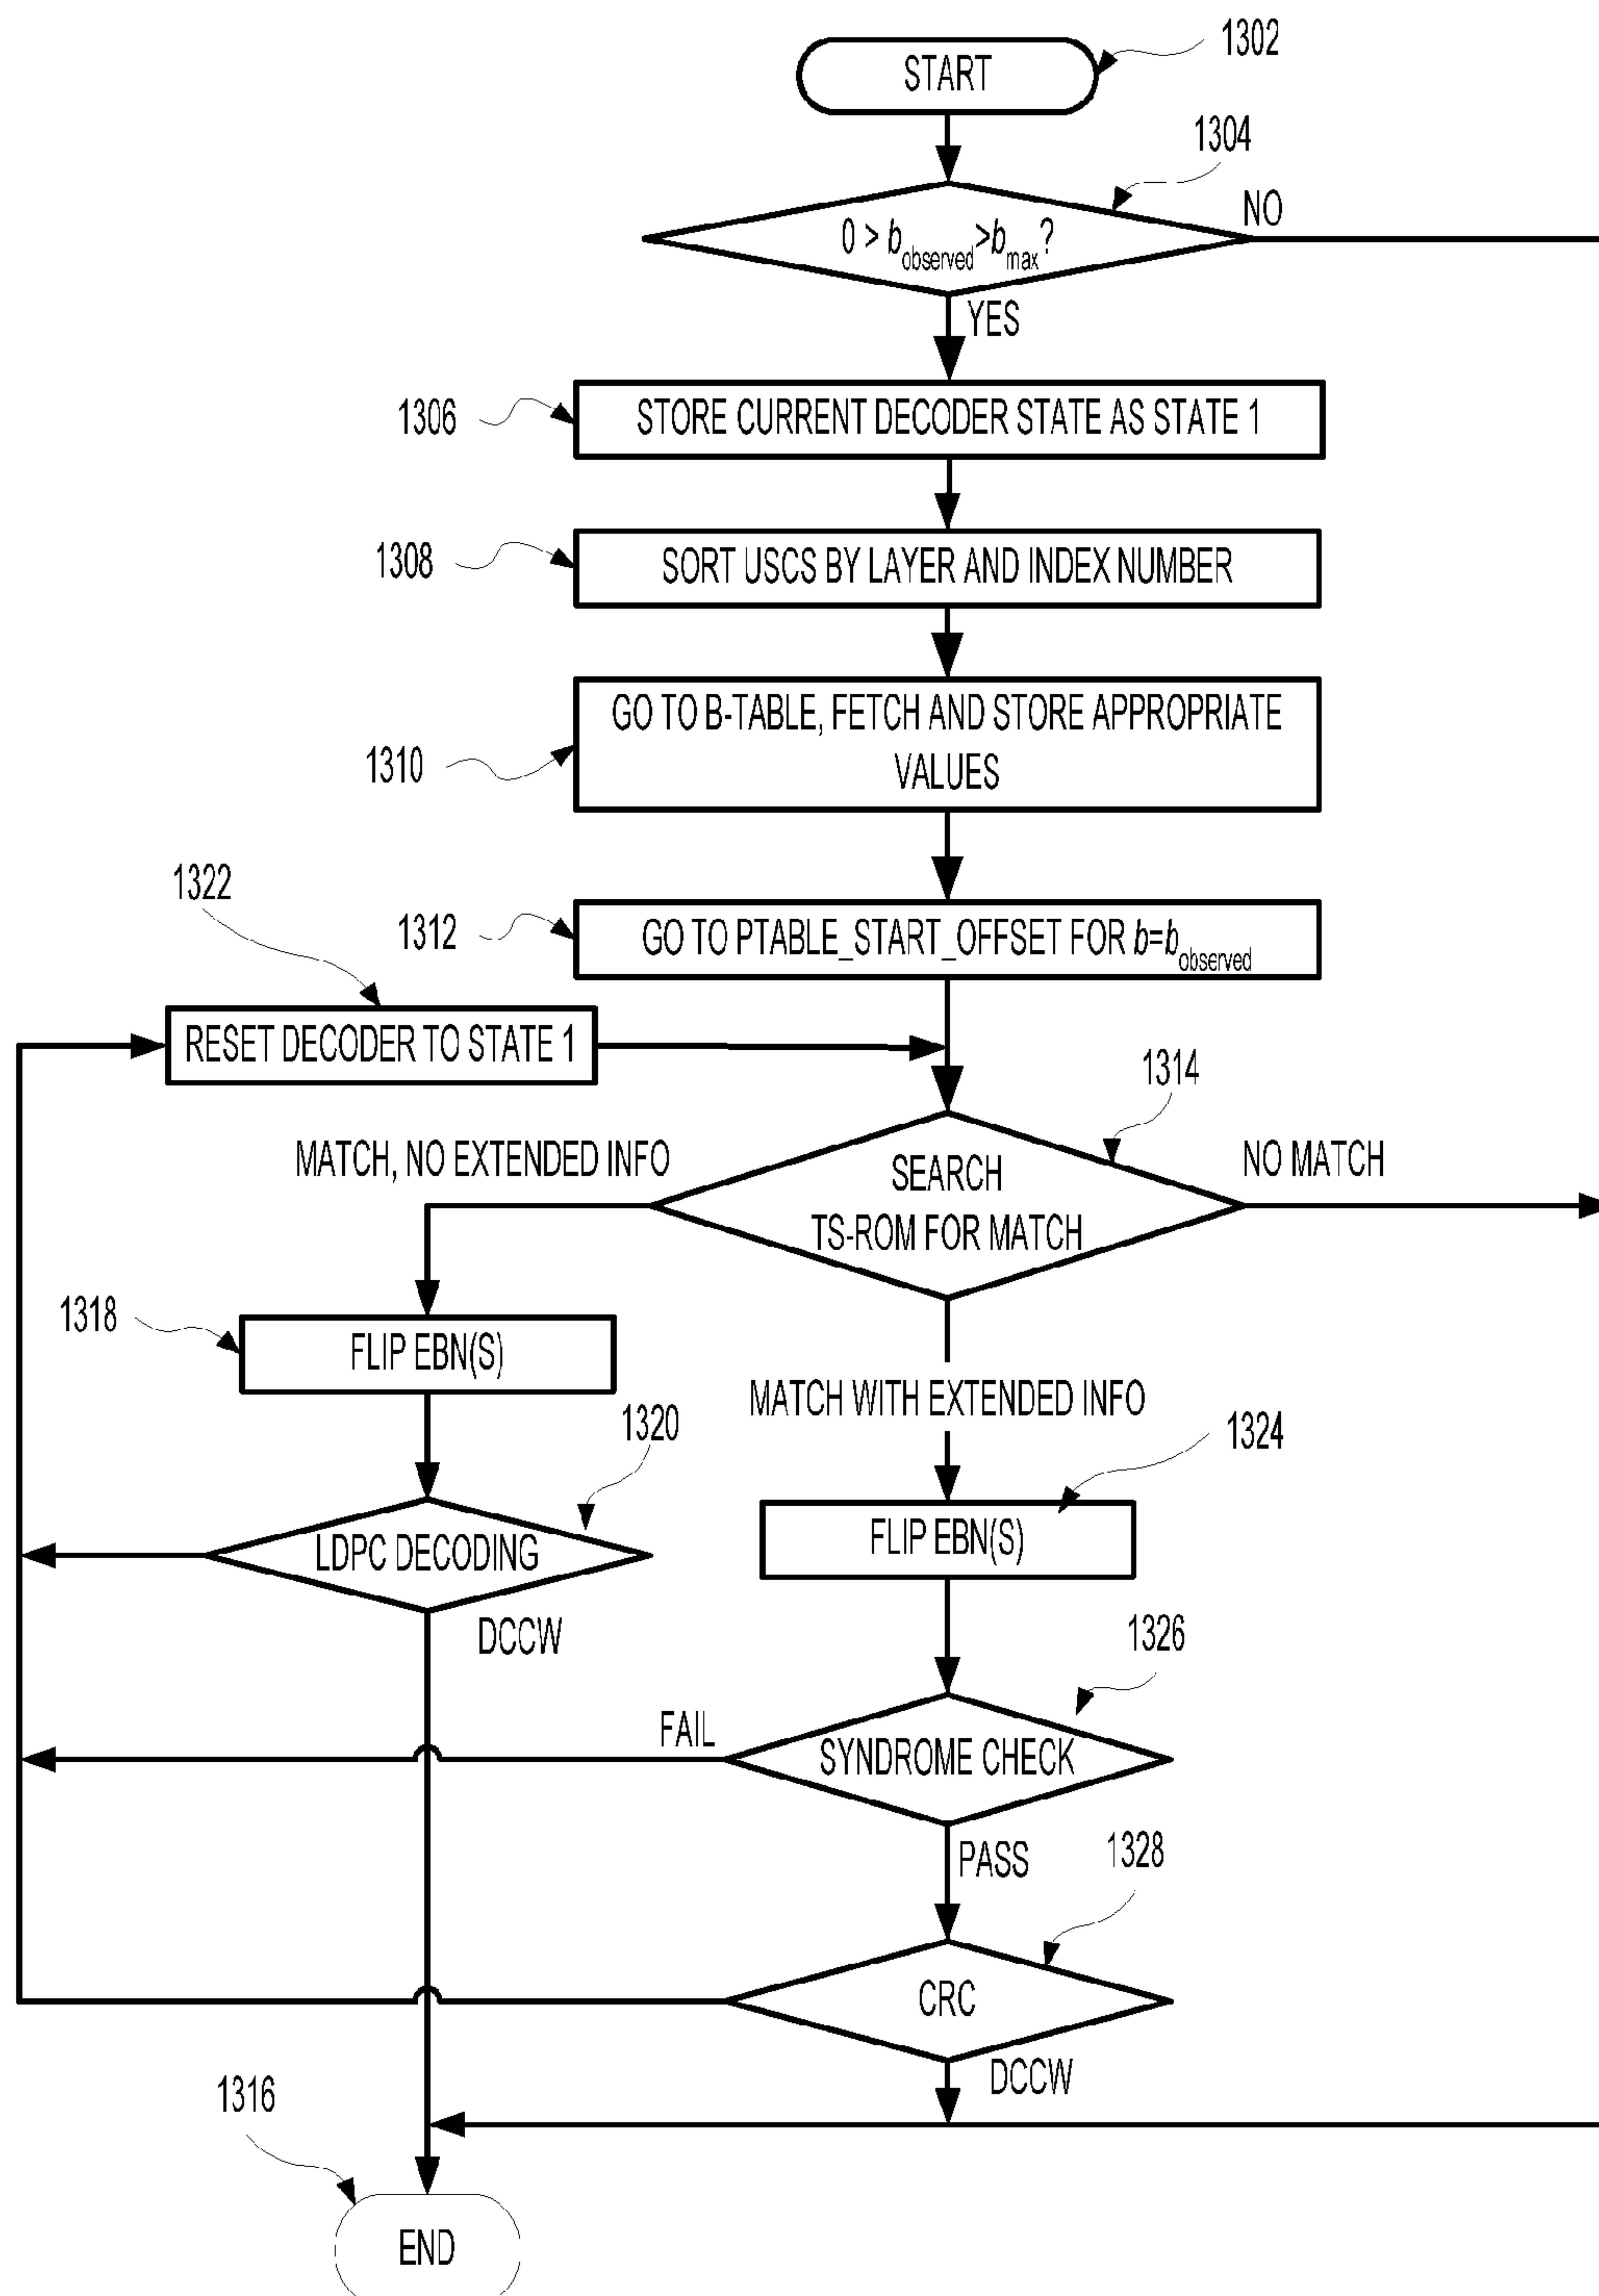 1302
START
1304
NO
0 > bobserved>bmax?
YES
1306
STORE CURRENT DECODER STATE AS STATE 1
1308
SORT USCS BY LAYER AND INDEX NUMBER
1310
GO TO B-TABLE, FETCH AND STORE APPROPRIATE
VALUES
1322
1312
GO TO PTABLE_START_OFFSET FOR b=bobserved
RESET DECODER TO STATE 1
1314
MATCH, NO EXTENDED INFO
NO MATCH
SEARCH
TS-ROM FOR MATCH
1318
FLIP EBN(S)
MATCH WITH EXTENDED INFO
1320
1324
FLIP EBN(S)
LDPC DECODING
DCCW
1326
FAIL
SYNDROME CHECK
PASS
1328
CRC
DCCW
1316
END